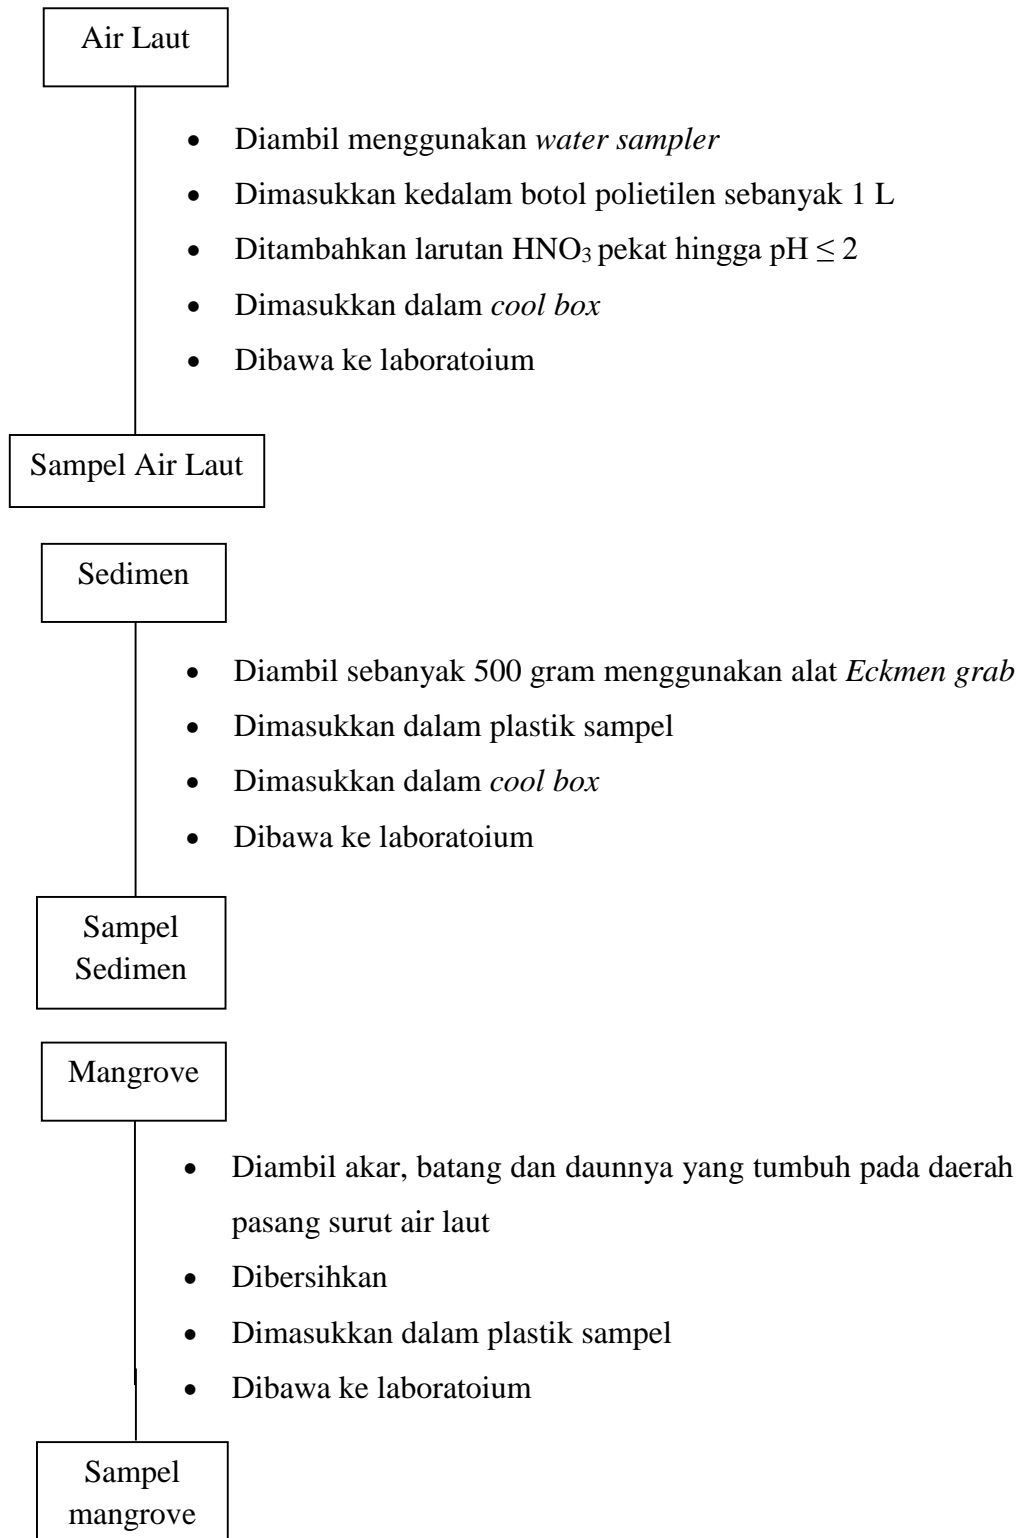 Air Laut
• Diambil menggunakan water sampler
• Dimasukkan kedalam botol polietilen sebanyak 1 L
• Ditambahkan larutan HNO₃ pekat hingga pH ≤ 2
• Dimasukkan dalam cool box
• Dibawa ke laboratoium
Sampel Air Laut
Sedimen
• Diambil sebanyak 500 gram menggunakan alat Eckmen grab
• Dimasukkan dalam plastik sampel
• Dimasukkan dalam cool box
• Dibawa ke laboratoium
Sampel
Sedimen
Mangrove
• Diambil akar, batang dan daunnya yang tumbuh pada daerah
pasang surut air laut
• Dibersihkan
• Dimasukkan dalam plastik sampel
• Dibawa ke laboratoium
Sampel
mangrove